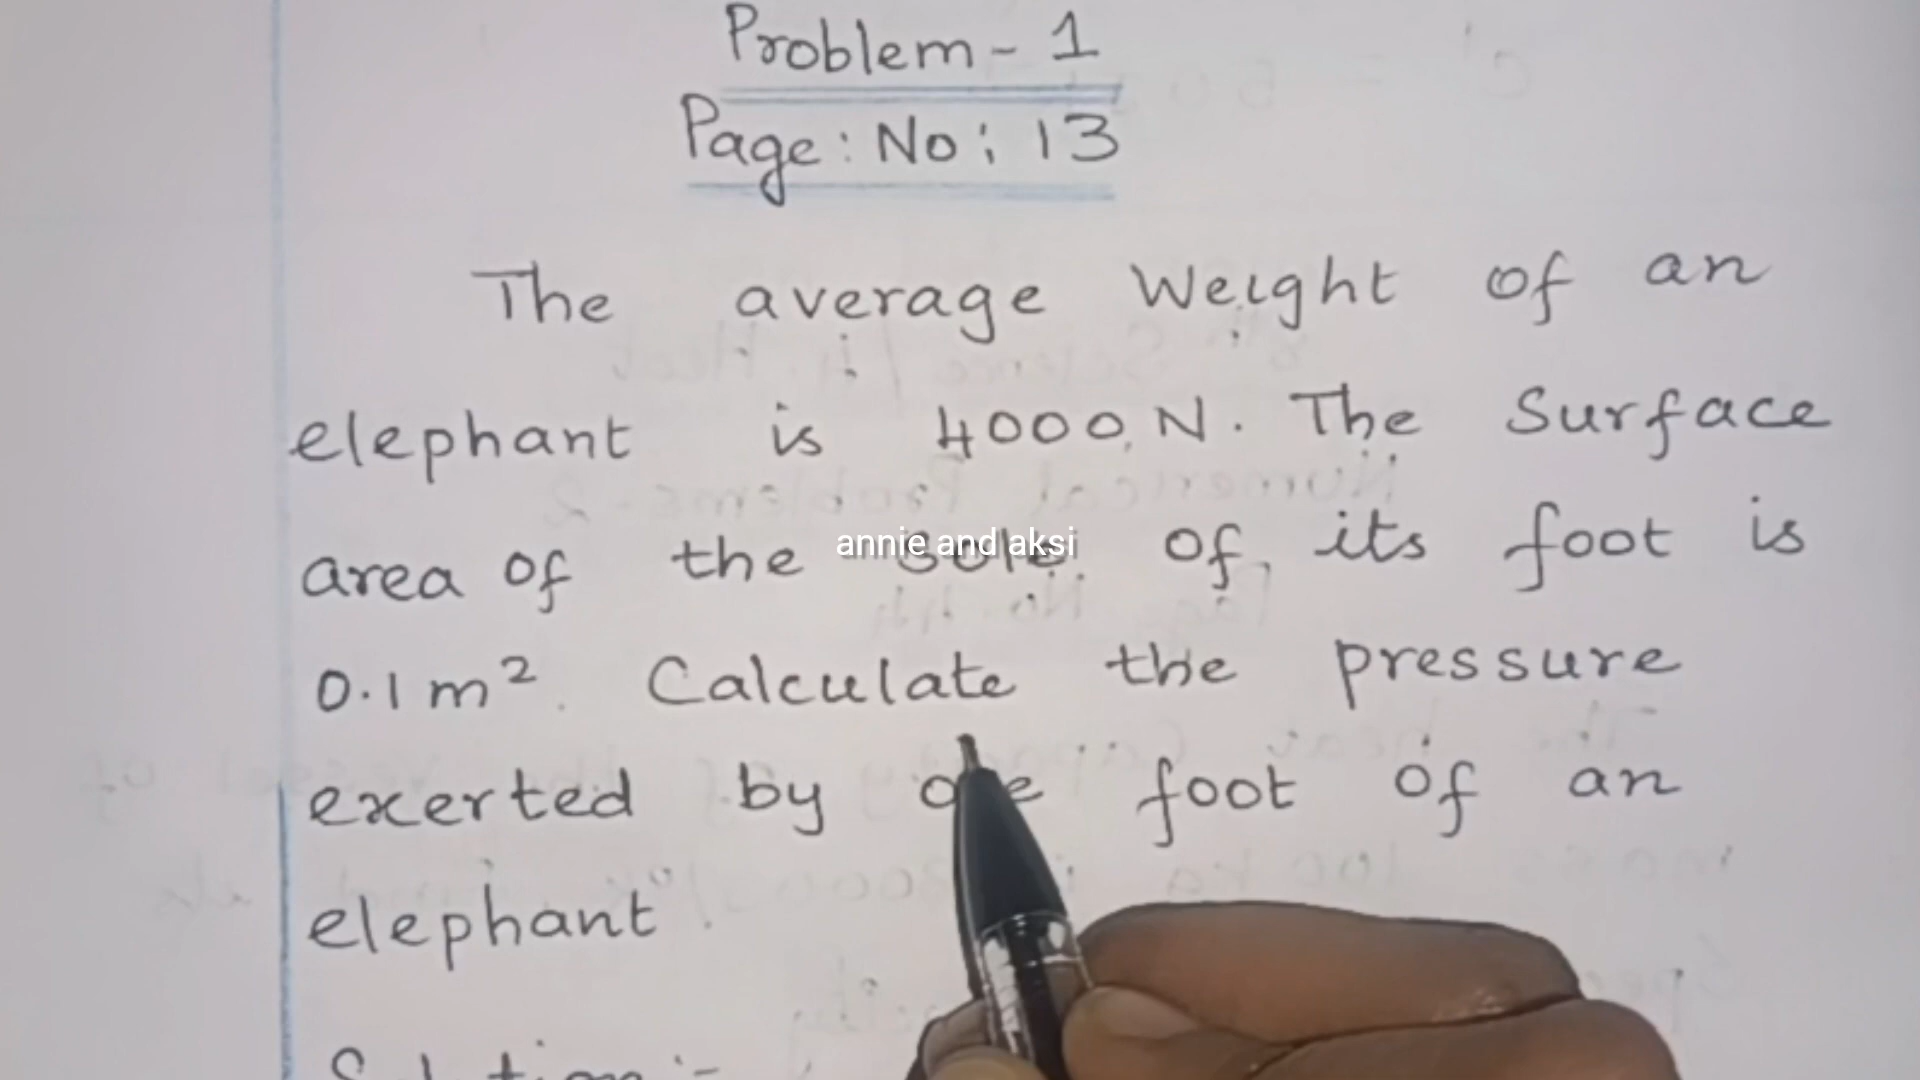 Problem - 1
Page: No: 13
The average Weight of an
elephant is 4000 N. The Surface
area of the sole of its foot is
annie and aksi
0.1 m². Calculate the pressure
exerted by foot of an
elephant.